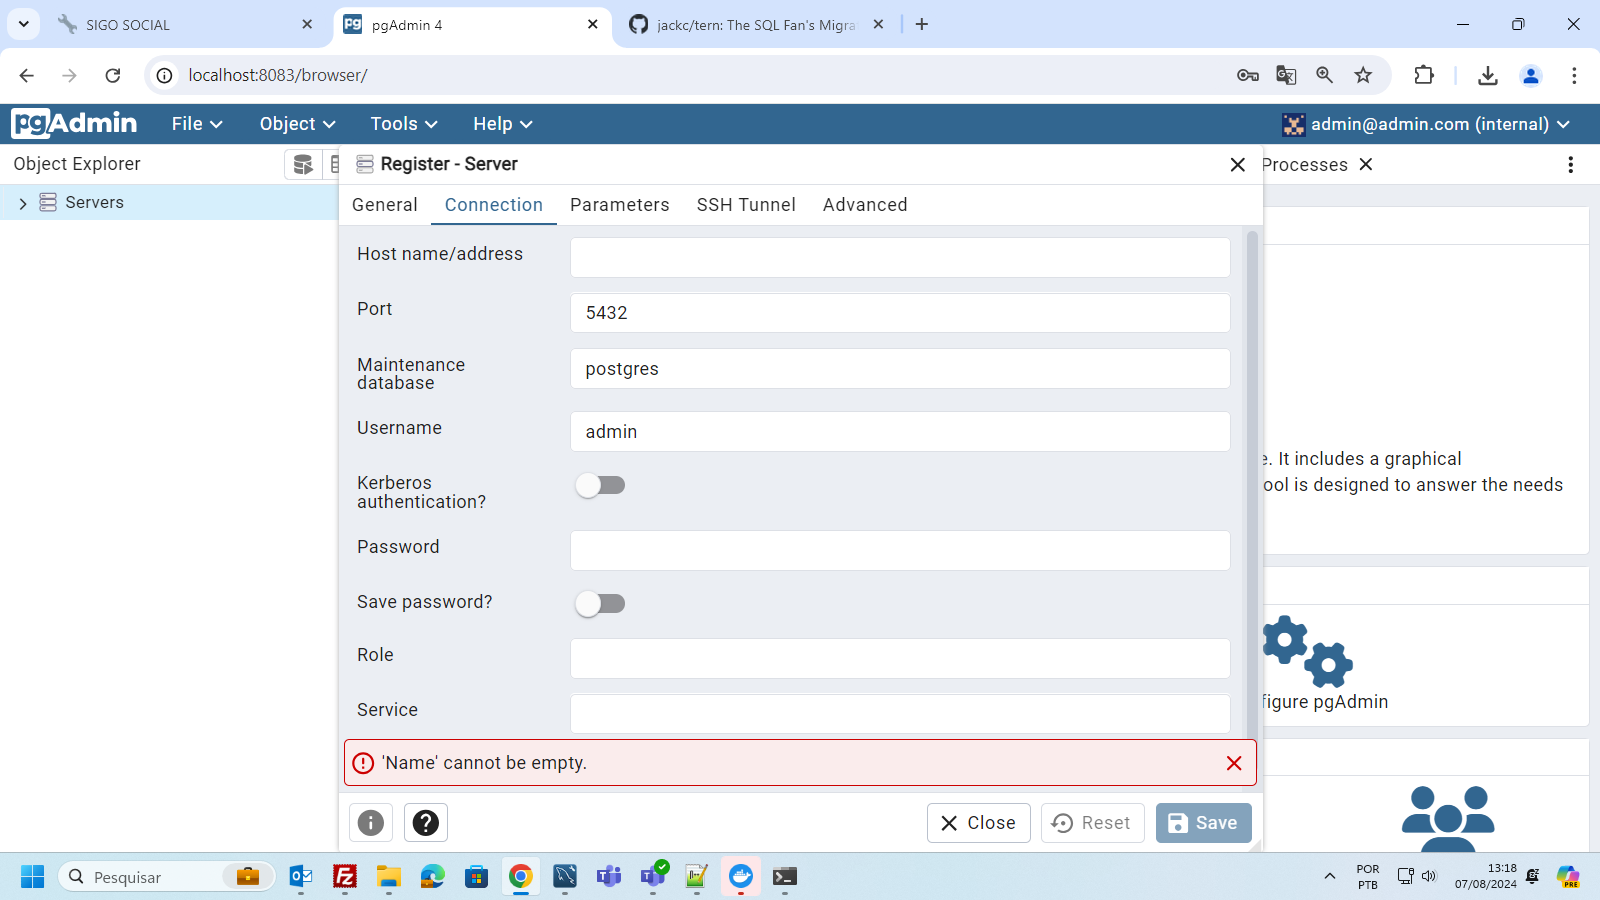 SIGO SOCIAL
pgAdmin 4
jackc/tern: The SQL Fan's Migra
localhost:8083/browser/
pgAdmin
File
Object
Tools
Help
admin@admin.com (internal)
Object Explorer
Register - Server
Processes
Servers
General
Connection
Parameters
SSH Tunnel
Advanced
Host name/address
Port
5432
Maintenance
database
postgres
Username
admin
e. It includes a graphical
ool is designed to answer the needs
Kerberos
authentication?
Password
Save password?
Role
Service
figure pgAdmin
'Name' cannot be empty.
Close
Reset
Save
Pesquisar
POR
PTB
13:18
07/08/2024
PRE